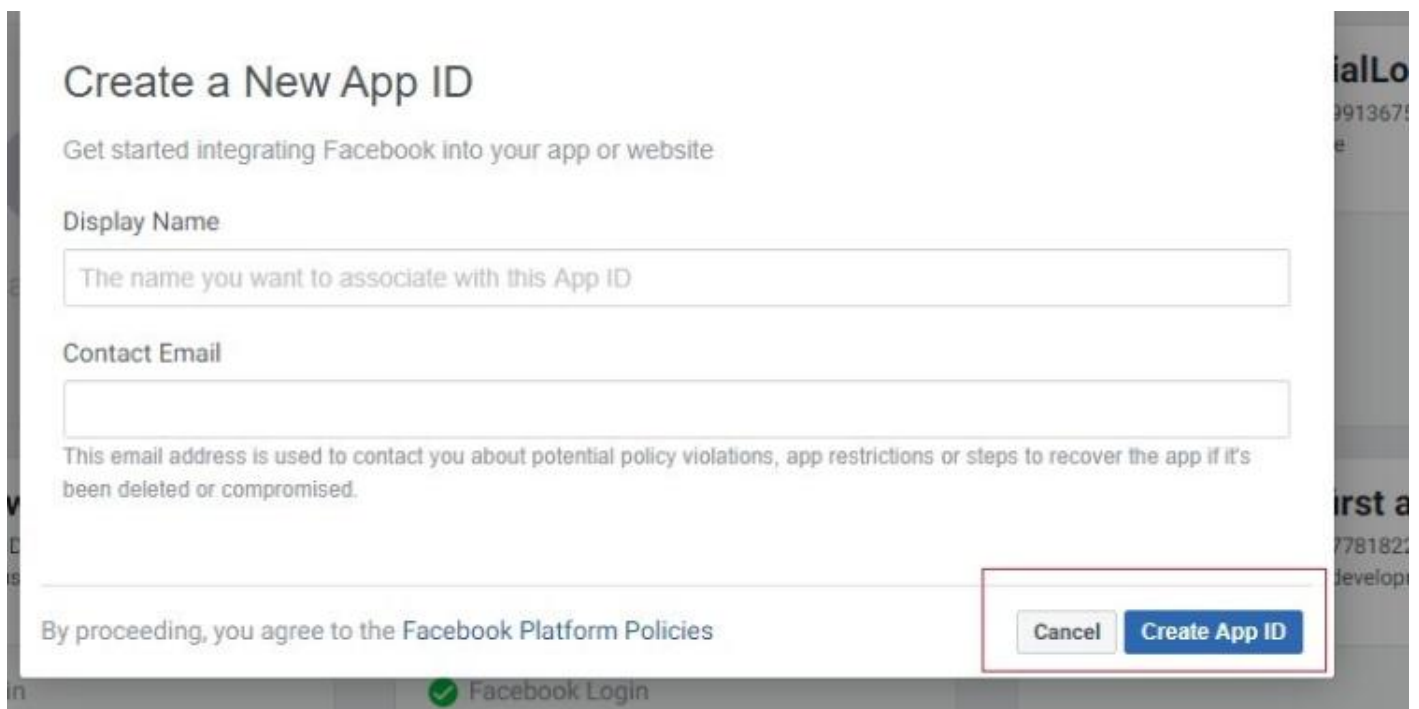 Create a New App ID
Get started integrating Facebook into your app or website
Display Name
The name you want to associate with this App ID
Contact Email
This email address is used to contact you about potential policy violations, app restrictions or steps to recover the app if it's
been deleted or compromised.
By proceeding, you agree to the Facebook Platform Policies
Cancel
Create App ID
Facebook Login